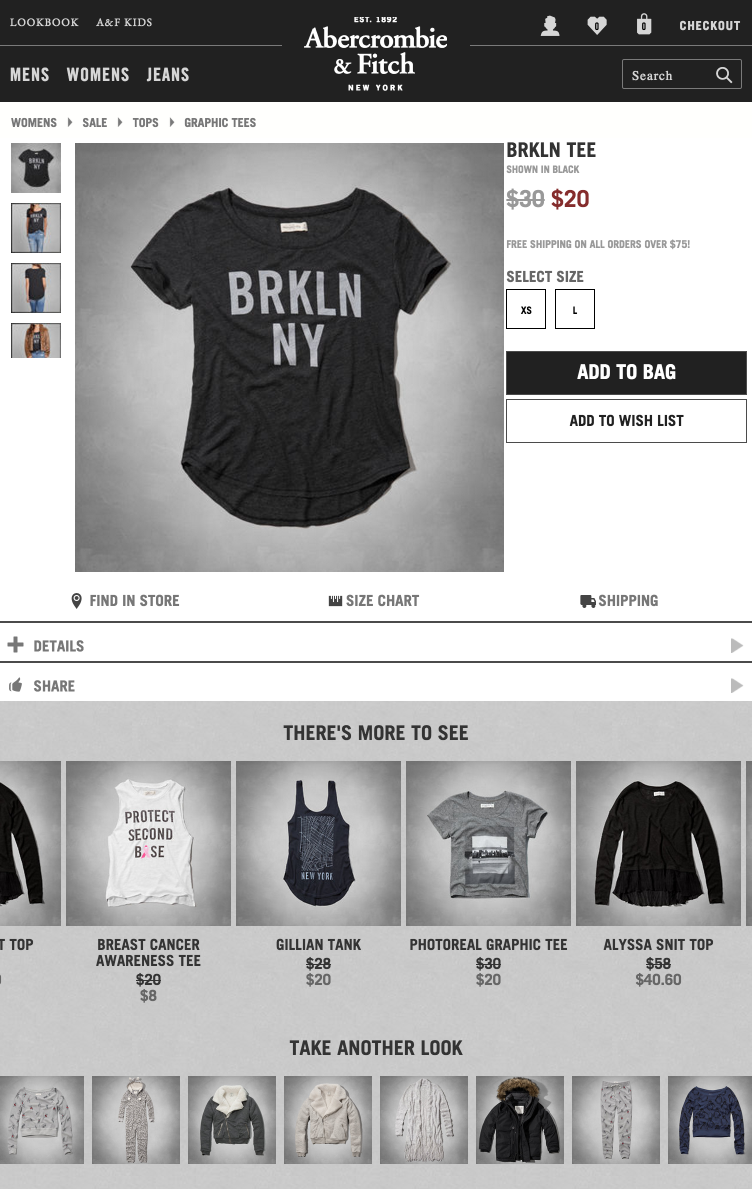 LOOKBOOK A&F KIDS
EST. 1892
Abercrombie
& Fitch
NEW YORK
0 0 CHECKOUT
MENS WOMENS JEANS
Search
WOMENS SALE TOPS GRAPHIC TEES
BRKLN
NY
BRKLN TEE
SHOWN IN BLACK
$30 $20
FREE SHIPPING ON ALL ORDERS OVER $75!
SELECT SIZE
XS L
ADD TO BAG
ADD TO WISH LIST
BRKLN
NY
BRKLN
NY
FIND IN STORE SIZE CHART SHIPPING
DETAILS
SHARE
THERE'S MORE TO SEE
PROTECT
SECOND
BASE
NEW YORK
T TOP
BREAST CANCER
AWARENESS TEE
$20
$8
GILLIAN TANK
$28
$20
PHOTOREAL GRAPHIC TEE
$30
$20
ALYSSA SNIT TOP
$58
$40.60
TAKE ANOTHER LOOK